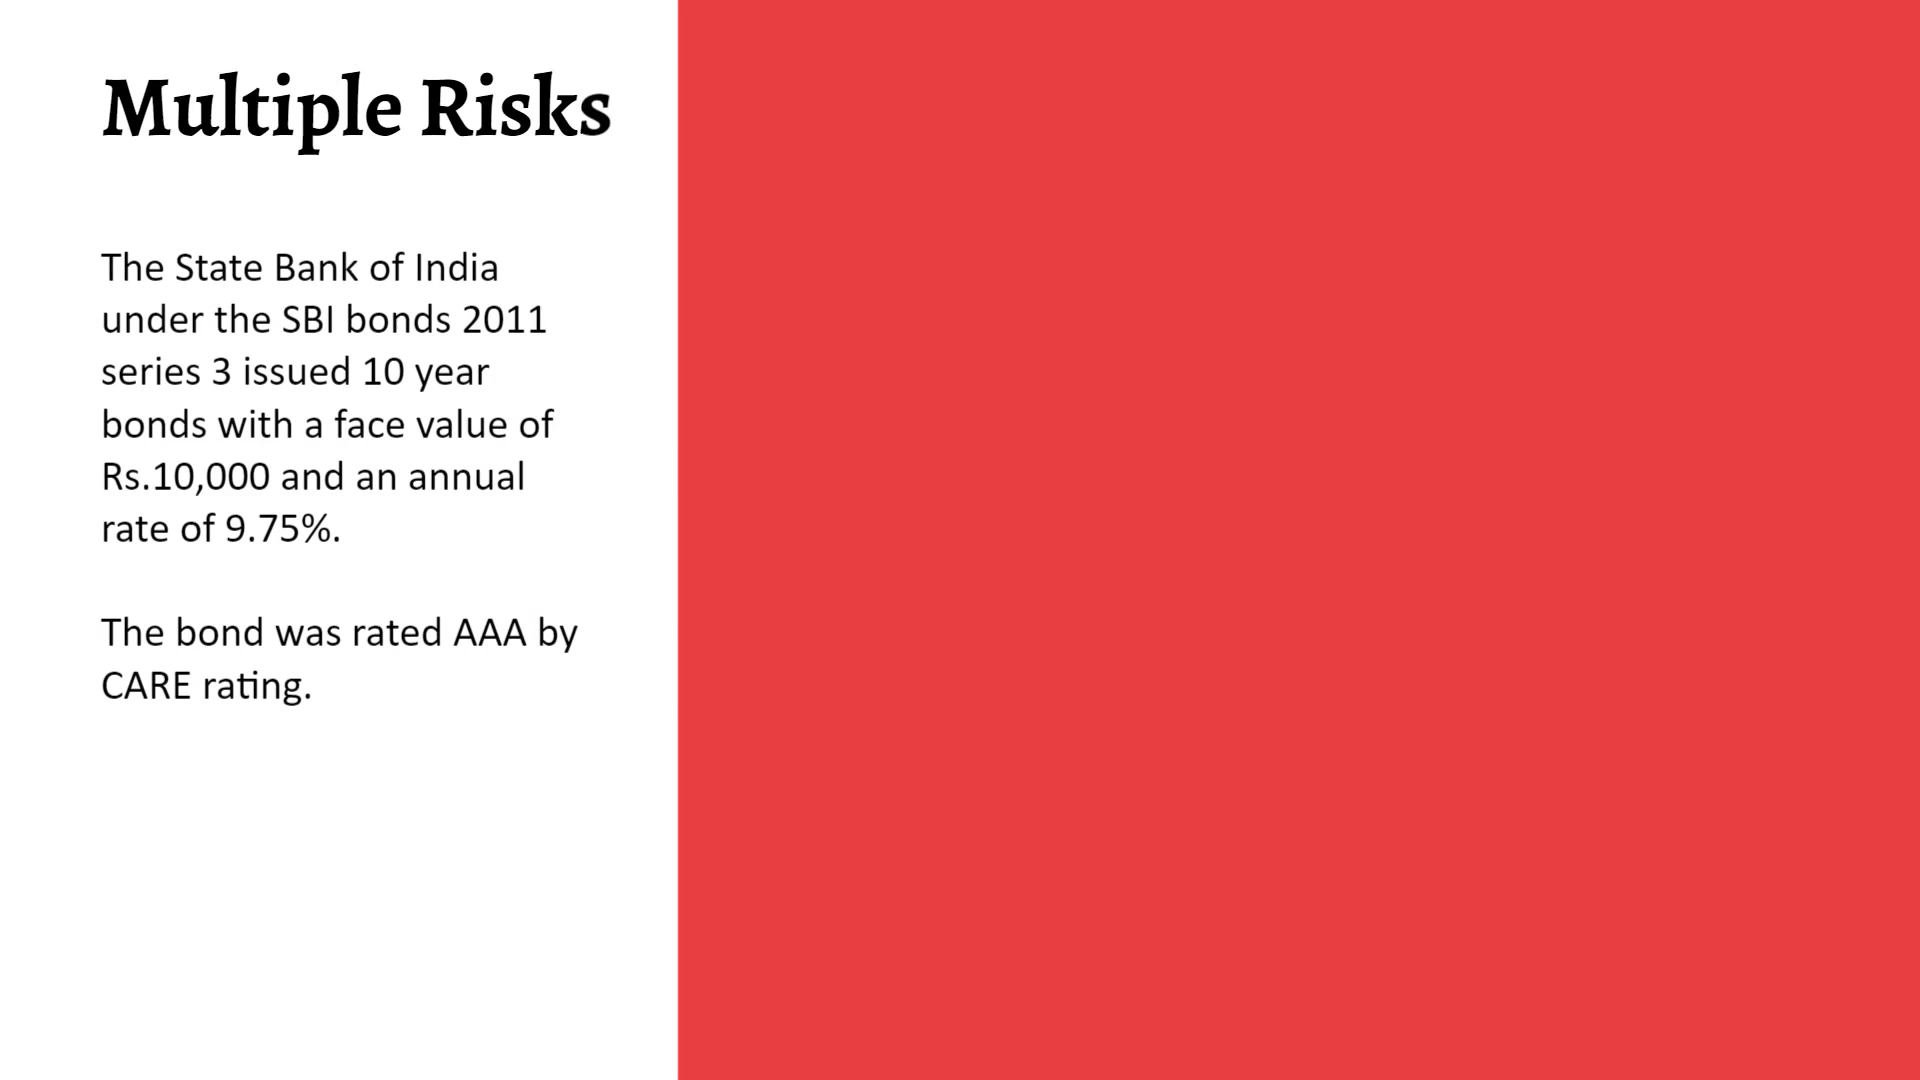 Multiple Risks
The State Bank of India
under the SBI bonds 2011
series 3 issued 10 year
bonds with a face value of
Rs.10,000 and an annual
rate of 9.75%.
The bond was rated AAA by
CARE rating.